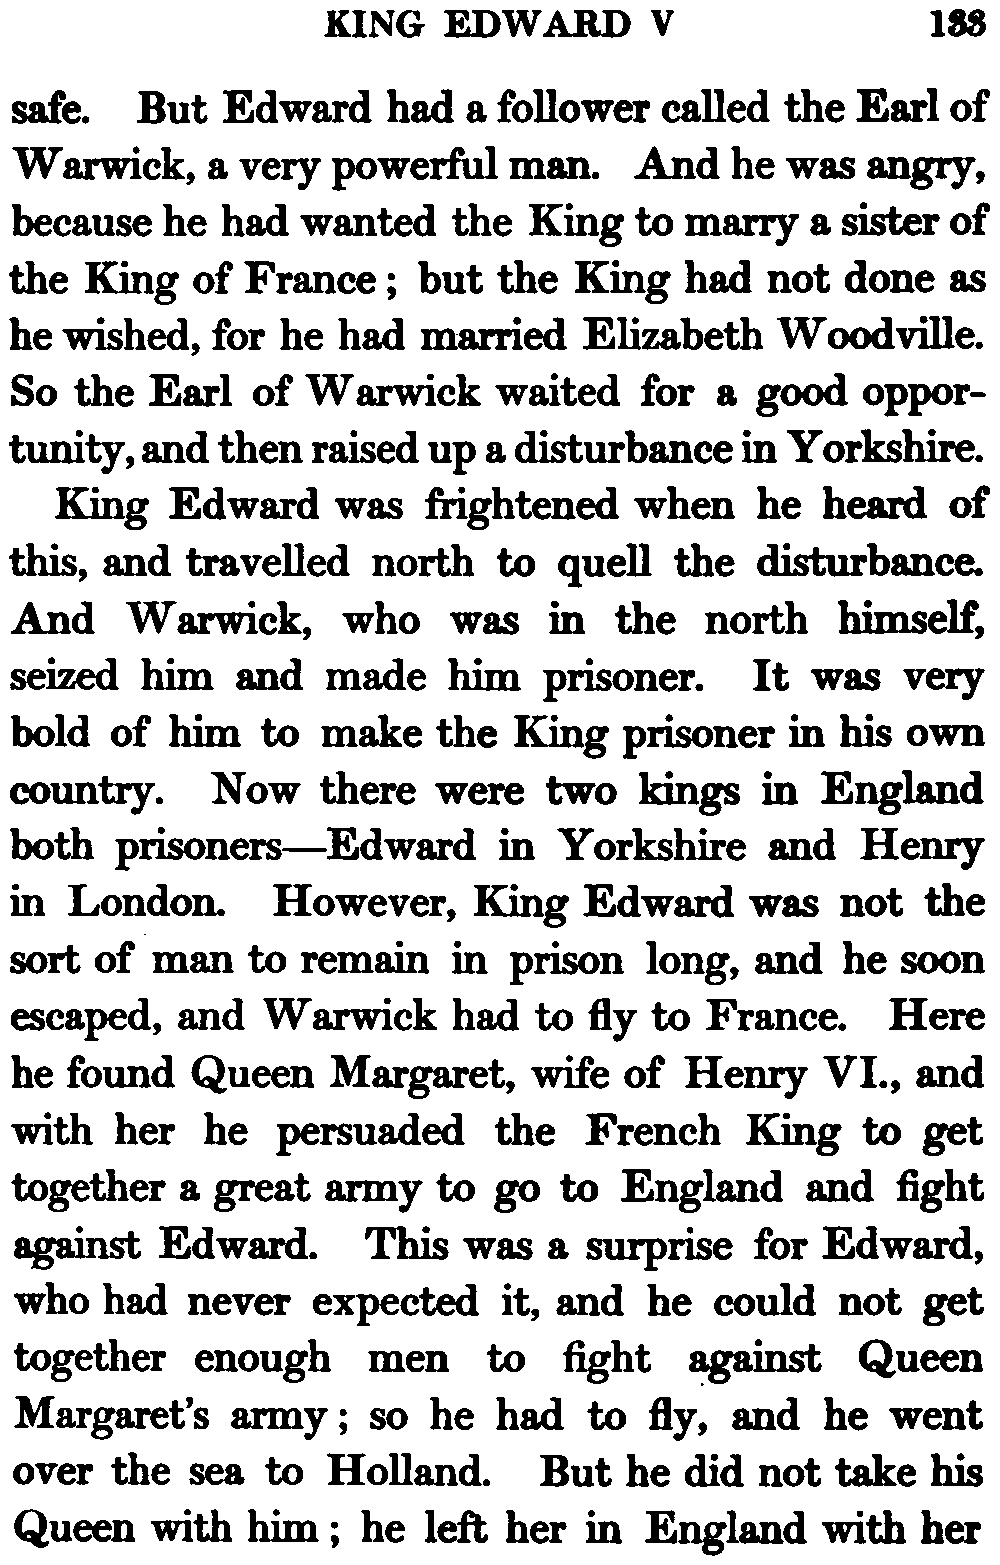 KING EDWARD V 133
safe. But Edward had a follower called the Earl of
Warwick, a very powerful man. And he was angry,
because he had wanted the King to marry a sister of
the King of France; but the King had not done as
he wished, for he had married Elizabeth Woodville.
So the Earl of Warwick waited for a good oppor-
tunity, and then raised up a disturbance in Yorkshire.
King Edward was frightened when he heard of
this, and travelled north to quell the disturbance.
And Warwick, who was in the north himself,
seized him and made him prisoner. It was very
bold of him to make the King prisoner in his own
country. Now there were two kings in England
both prisoners—Edward in Yorkshire and Henry
in London. However, King Edward was not the
sort of man to remain in prison long, and he soon
escaped, and Warwick had to fly to France. Here
he found Queen Margaret, wife of Henry VI., and
with her he persuaded the French King to get
together a great army to go to England and fight
against Edward. This was a surprise for Edward,
who had never expected it, and he could not get
together enough men to fight against Queen
Margaret's army; so he had to fly, and he went
over the sea to Holland. But he did not take his
Queen with him; he left her in England with her